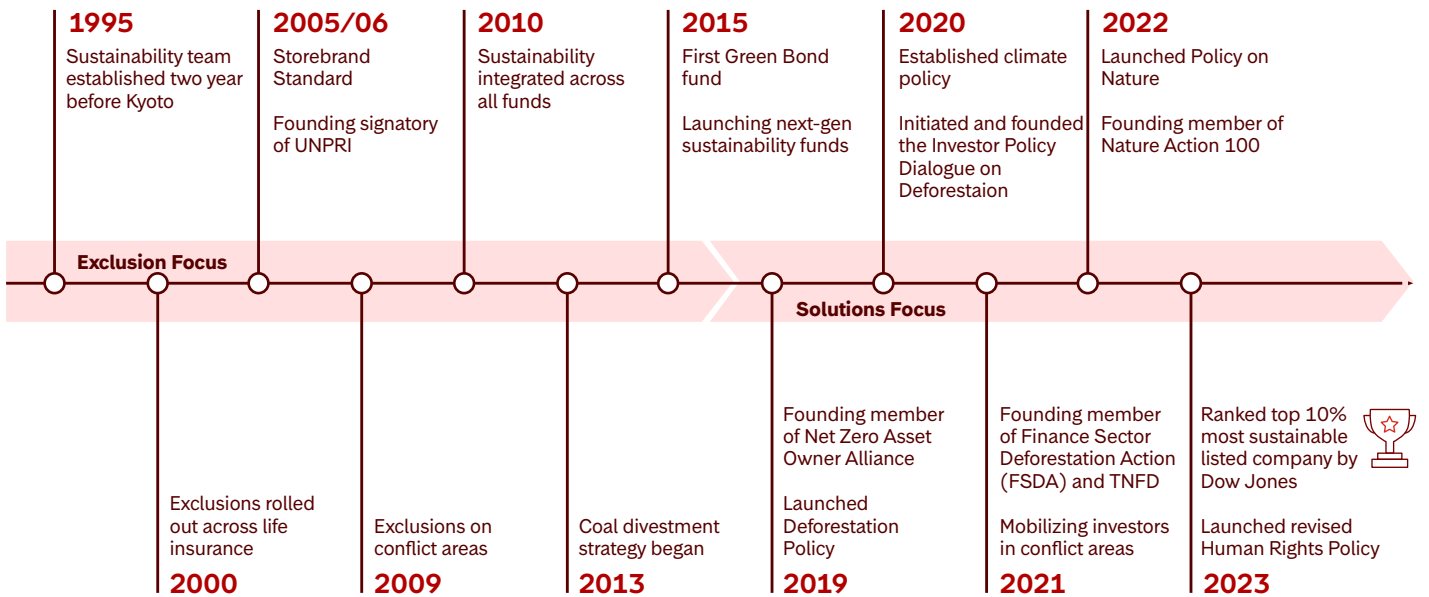 1995
Sustainability team
established two year
before Kyoto
2005/06
Storebrand
Standard
Founding signatory
of UNPRI
2010
Sustainability
integrated across
all funds
2015
First Green Bond
fund
Launching next-gen
sustainability funds
2020
Established climate
policy
Initiated and founded
the Investor Policy
Dialogue on
Deforestaion
2022
Launched Policy on
Nature
Founding member of
Nature Action 100
Exclusion Focus
Solutions Focus
Exclusions rolled
out across life
insurance
2000
Exclusions on
conflict areas
2009
Coal divestment
strategy began
2013
Founding member
of Net Zero Asset
Owner Alliance
Launched
Deforestation
Policy
2019
Founding member
of Finance Sector
Deforestation Action
(FSDA) and TNFD
Mobilizing investors
in conflict areas
2021
Ranked top 10%
most sustainable
listed company by
Dow Jones
Launched revised
Human Rights Policy
2023